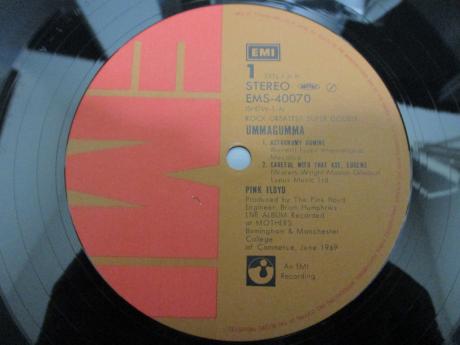 EMI
1
STEREO
EMS-40070
ROCK GREATEST SUPER DOUBLE
UMMAGUMMA
1. ASTRONOMY DOMINE
2. CAREFUL WITH THAT AXE, EUGENE
PINK FLOYD
Produced by The Pink Floyd
Engineer, Brian Humphries
LIVE ALBUM Recorded
at MOTHERS
Birmingham & Manchester
College
of Commerce, June 1969
An EMI
Recording
EMI